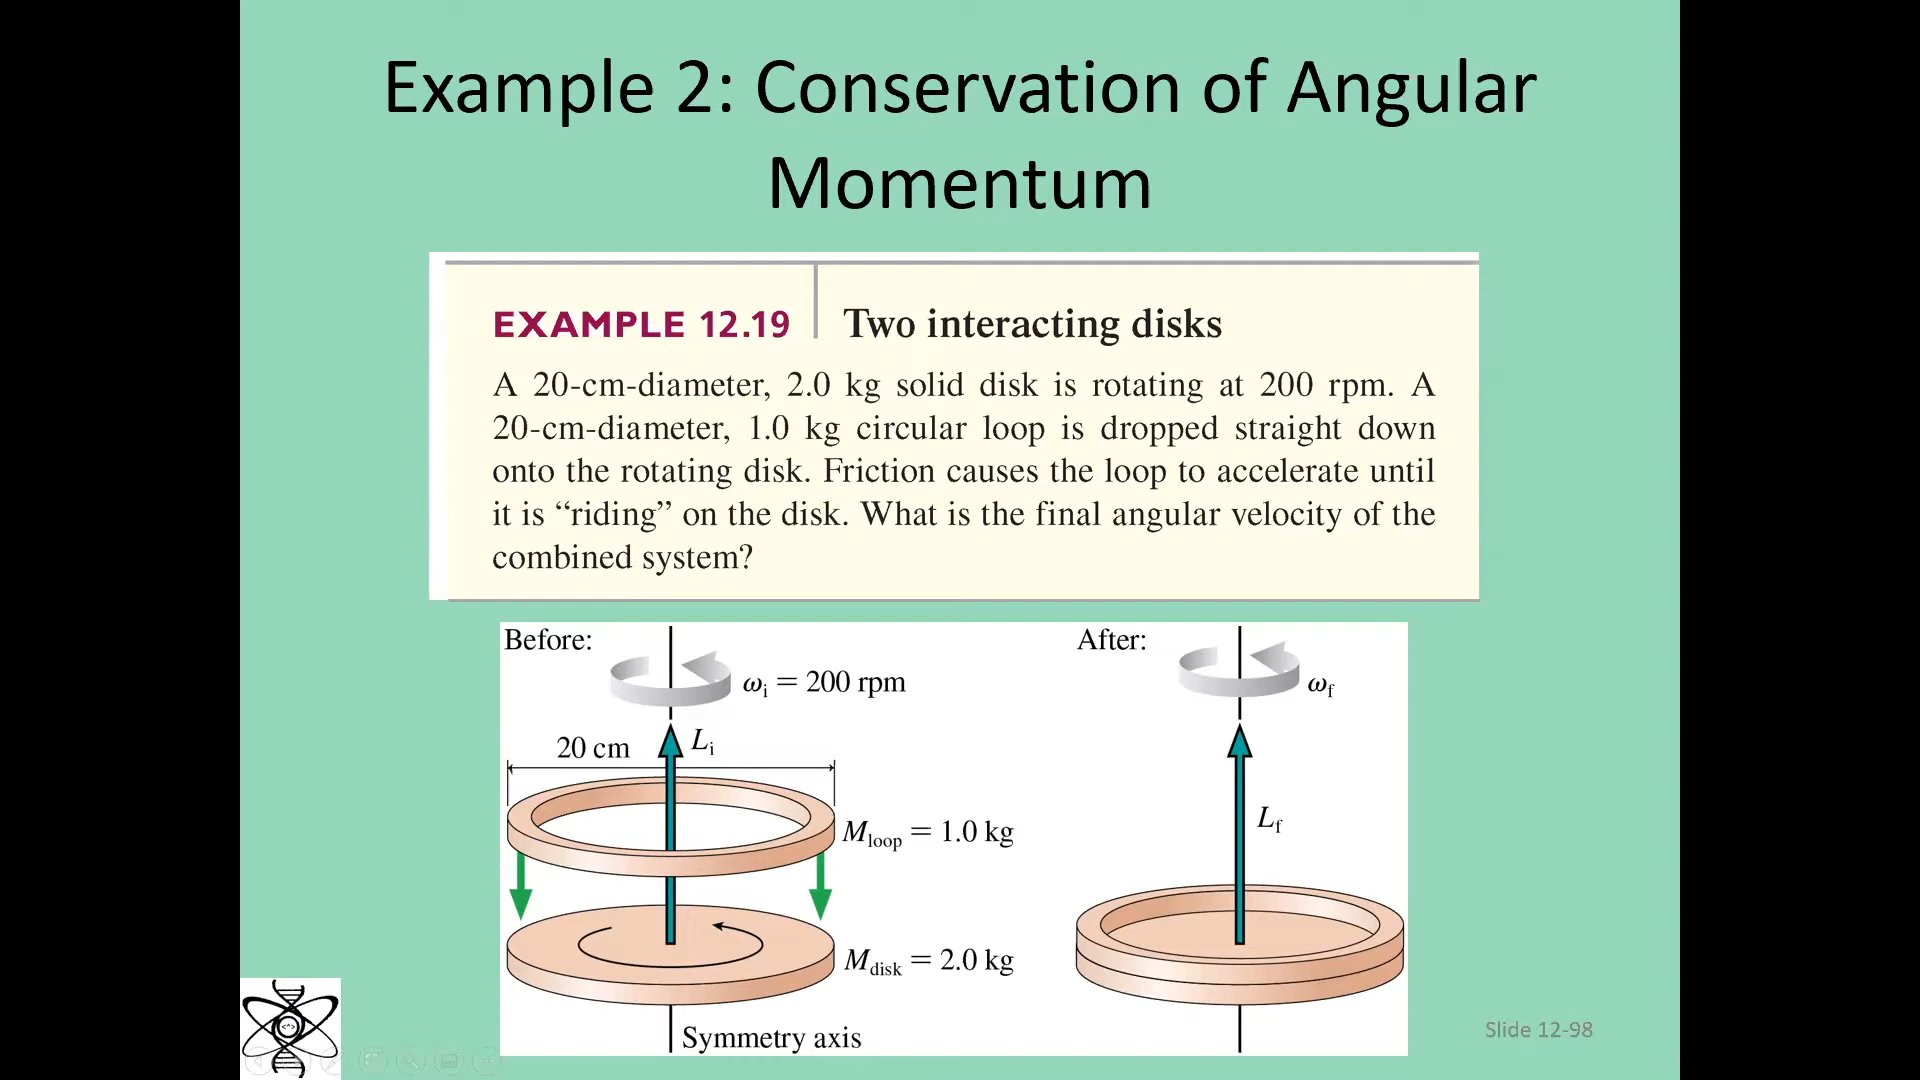 Example 2: Conservation of Angular
Momentum
EXAMPLE 12.19 Two interacting disks
A 20-cm-diameter, 2.0 kg solid disk is rotating at 200 rpm. A
20-cm-diameter, 1.0 kg circular loop is dropped straight down
onto the rotating disk. Friction causes the loop to accelerate until
it is “riding” on the disk. What is the final angular velocity of the
combined system?
Before:
ωi = 200 rpm
20 cm
Li
Mloop = 1.0 kg
Mdisk = 2.0 kg
Symmetry axis
After:
ωf
Lf
<^>
Slide 12-98